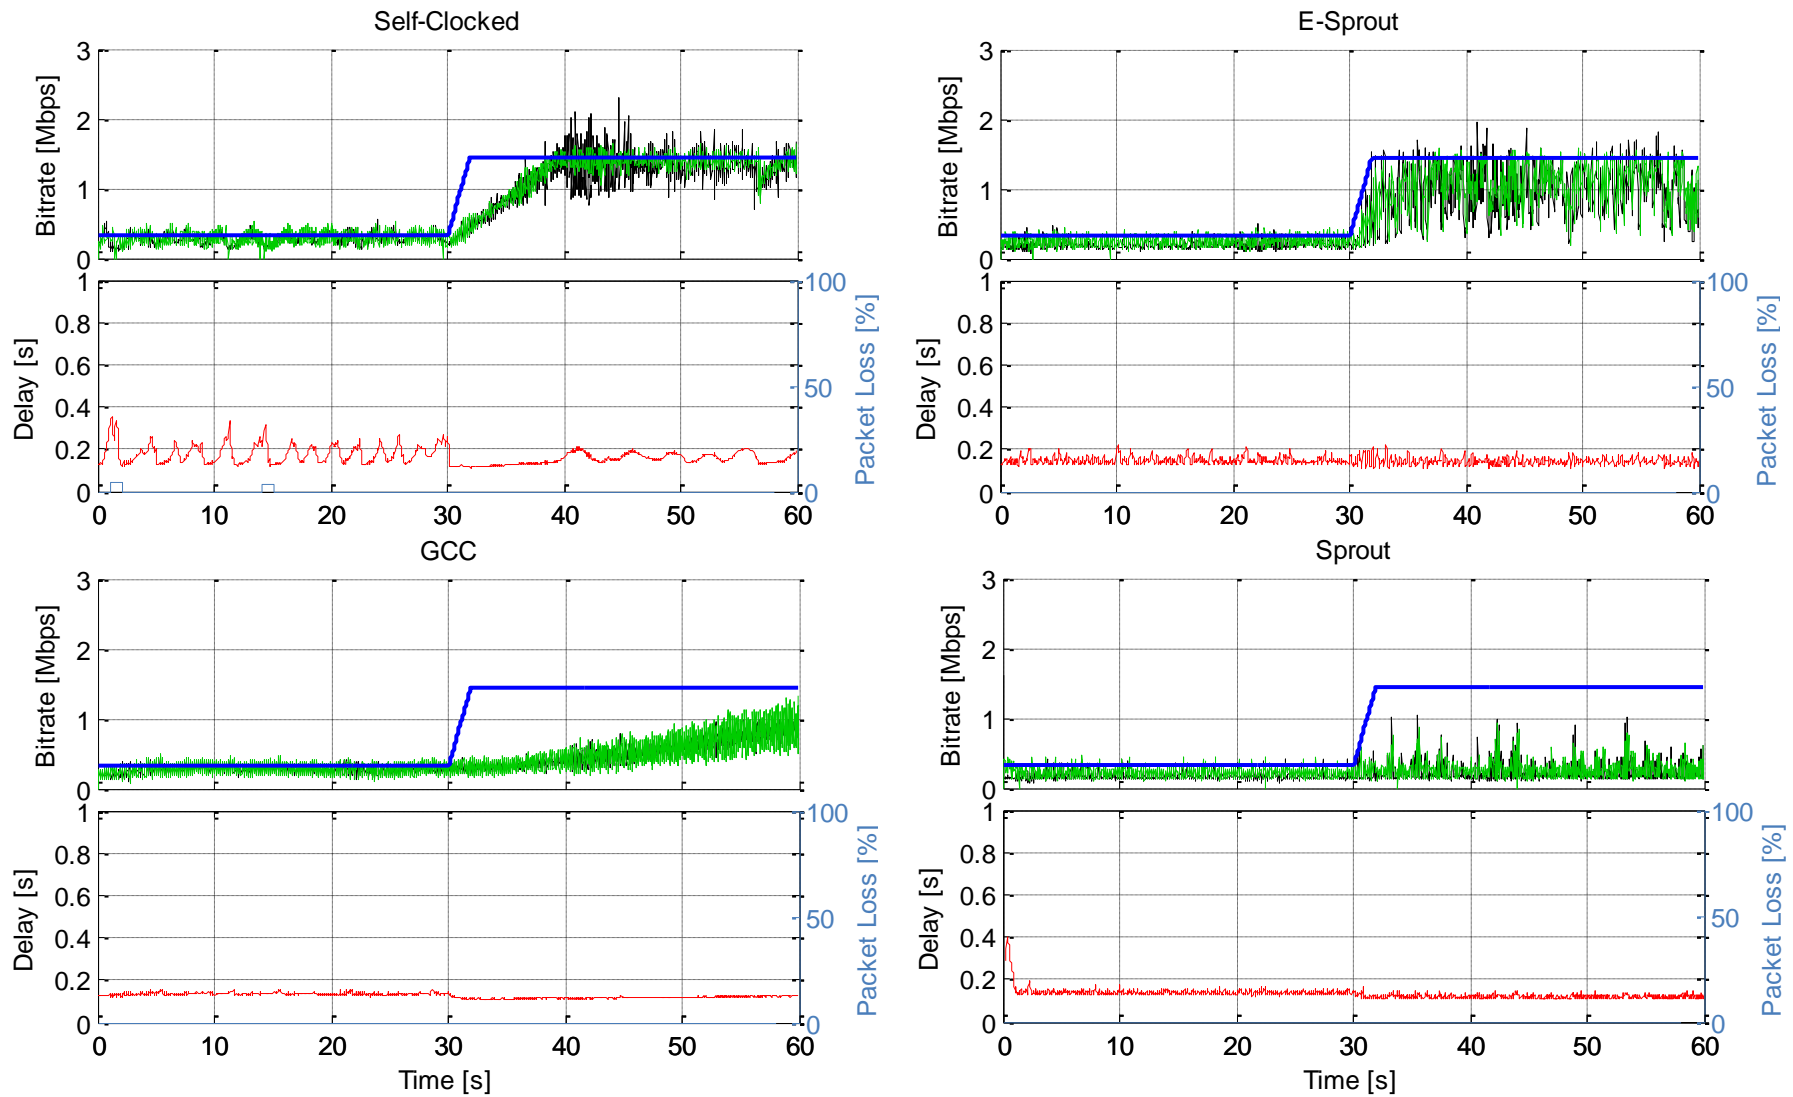 Self-Clocked
3
2
1
0
Bitrate [Mbps]
1
0.8
0.6
0.4
0.2
0
Delay [s]
100
50
0
Packet Loss [%]
0 10 20 30 40 50 60
E-Sprout
3
2
1
0
Bitrate [Mbps]
1
0.8
0.6
0.4
0.2
0
Delay [s]
100
50
0
Packet Loss [%]
0 10 20 30 40 50 60
GCC
3
2
1
0
Bitrate [Mbps]
1
0.8
0.6
0.4
0.2
0
Delay [s]
100
50
0
Packet Loss [%]
0 10 20 30 40 50 60
Time [s]
Sprout
3
2
1
0
Bitrate [Mbps]
1
0.8
0.6
0.4
0.2
0
Delay [s]
100
50
0
Packet Loss [%]
0 10 20 30 40 50 60
Time [s]